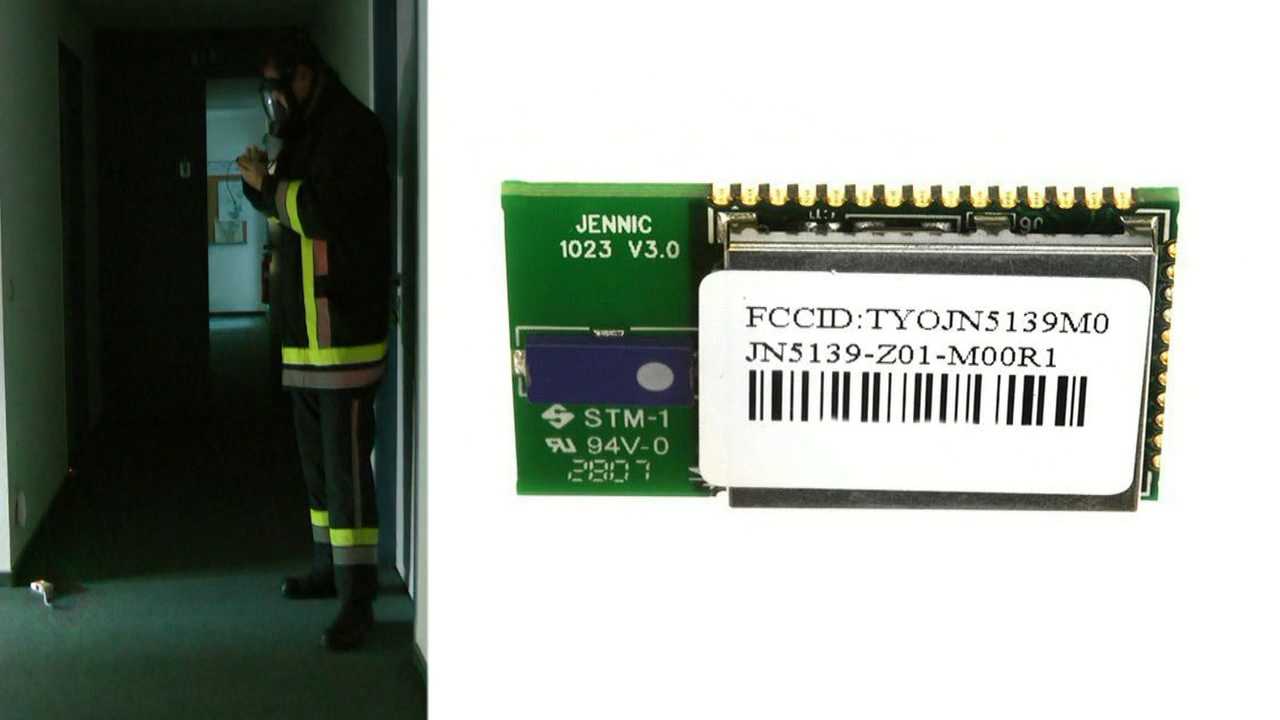 JENNIC
1023 V3.0
FCCID:TYOJN5139M0
JN5139-Z01-M00R1
STM-1
94V-0
2807